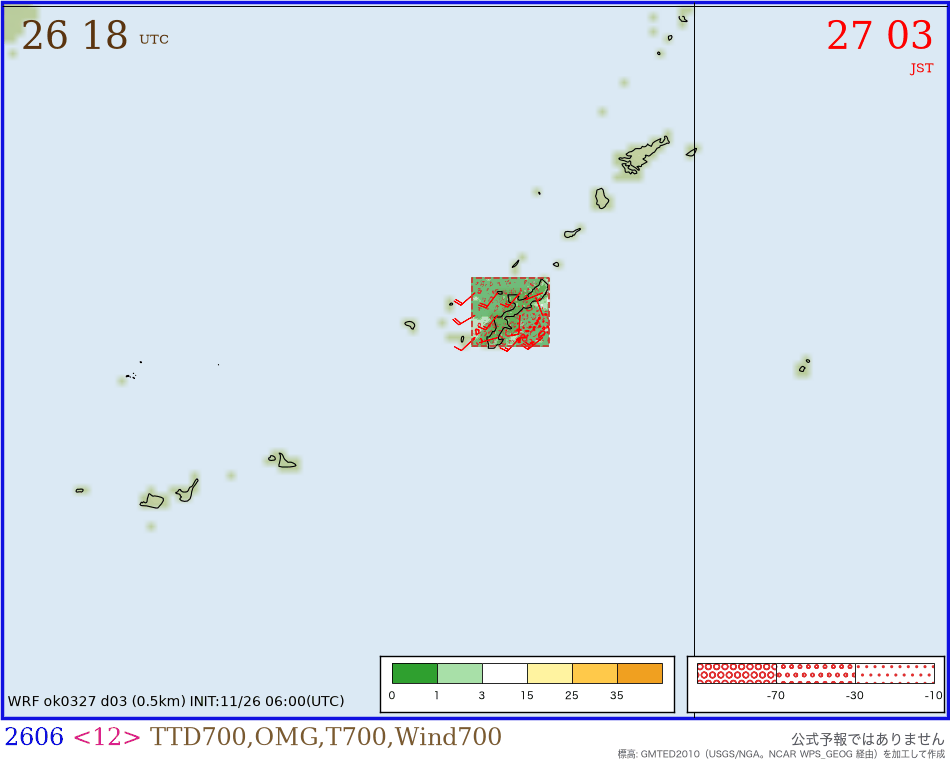 26 18 UTC
27 03
JST
0 1 3 15 25 35
-70 -30 -10
WRF ok0327 d03 (0.5km) INIT:11/26 06:00(UTC)
2606 <12> TTD700,OMG,T700,Wind700
公式予報ではありません
標高: GMTED2010（USGS/NGA。NCAR WPS_GEOG 経由）を加工して作成